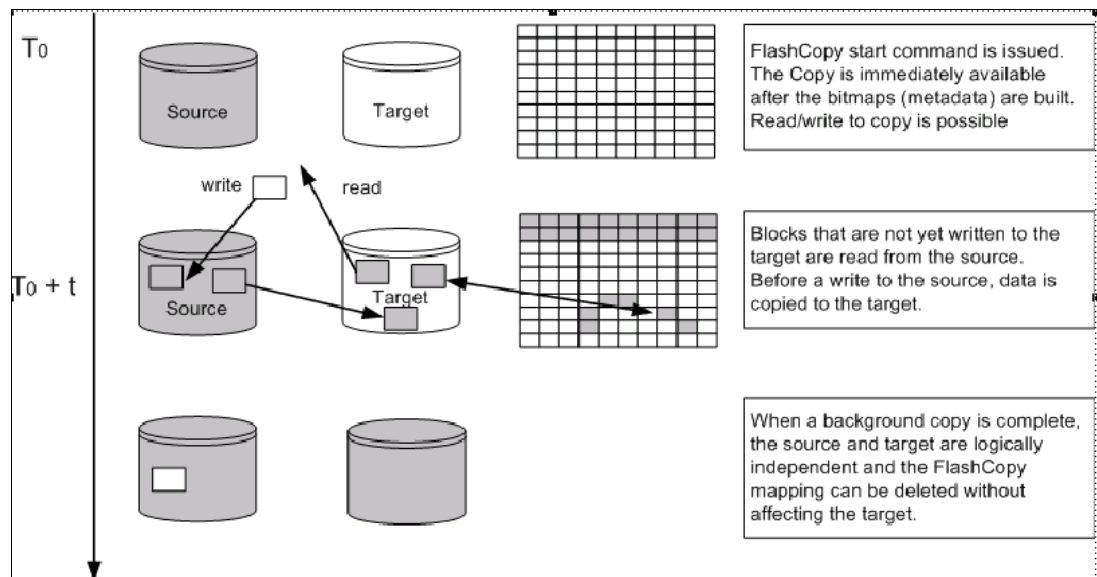 T0
Source
Target
FlashCopy start command is issued.
The Copy is immediately available
after the bitmaps (metadata) are built.
Read/write to copy is possible
write
read
T0 + t
Source
Target
Blocks that are not yet written to the
target are read from the source.
Before a write to the source, data is
copied to the target.
When a background copy is complete,
the source and target are logically
independent and the FlashCopy
mapping can be deleted without
affecting the target.